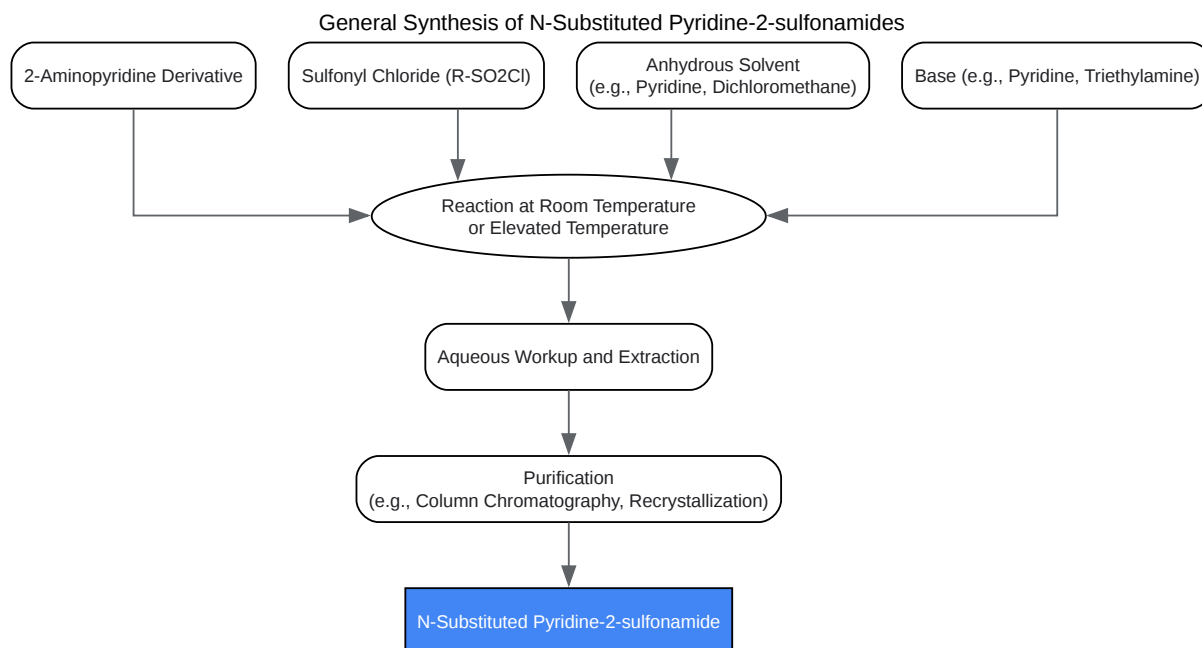 General Synthesis of N-Substituted Pyridine-2-sulfonamides
2-Aminopyridine Derivative
Sulfonyl Chloride (R-SO2Cl)
Anhydrous Solvent
(e.g., Pyridine, Dichloromethane)
Base (e.g., Pyridine, Triethylamine)
Reaction at Room Temperature
or Elevated Temperature
Aqueous Workup and Extraction
Purification
(e.g., Column Chromatography, Recrystallization)
N-Substituted Pyridine-2-sulfonamide